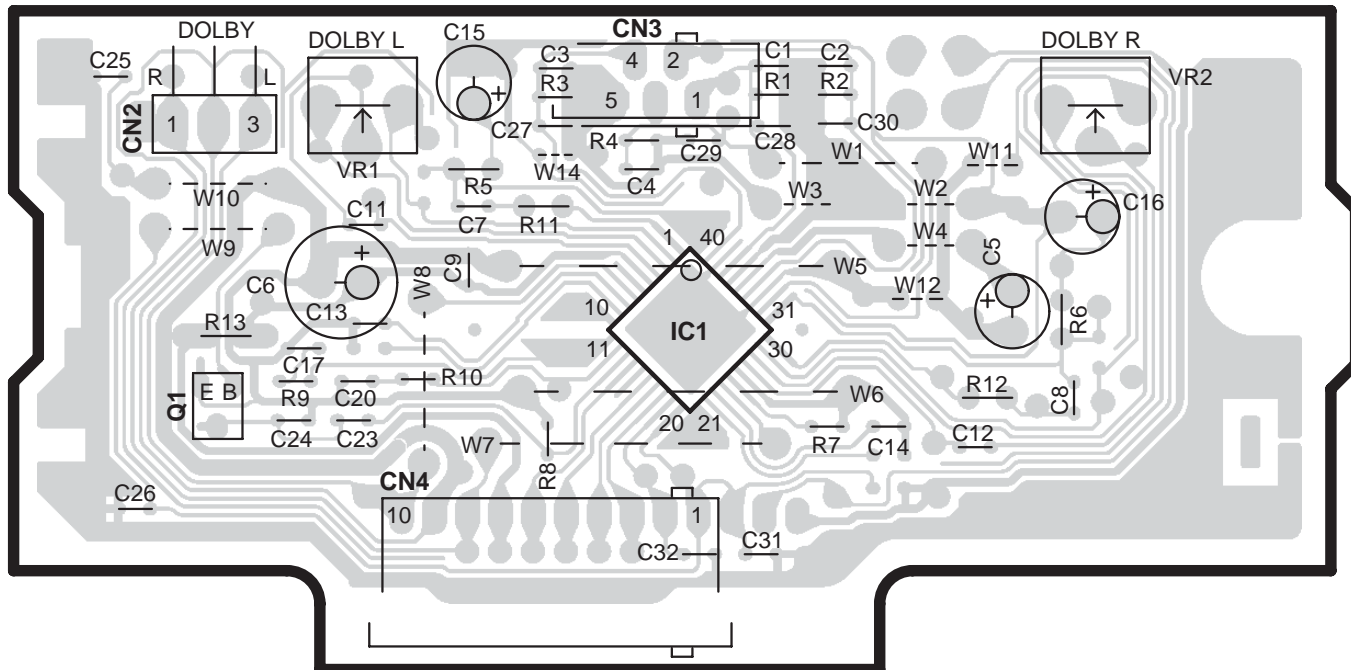 DOLBY
DOLBY L
C15
CN3
DOLBY R
C25
R
L
C3
4
2
C1
C2
VR2
R3
5
1
R1
R2
CN2
1
3
+
C27
R4
C29
C28
C30
VR1
W14
W1
W11
R5
C4
W10
W3
W2
C16
+
C11
C7
R11
W9
W4
1
40
C5
+
C6
C9
W8
W5
W12
+
C13
10
31
R6
R13
IC1
11
30
C17
R10
E B
R9
C20
W6
R12
C8
Q1
C24
C23
20
21
W7
R8
R7
C14
C12
CN4
C26
10
1
C32
C31